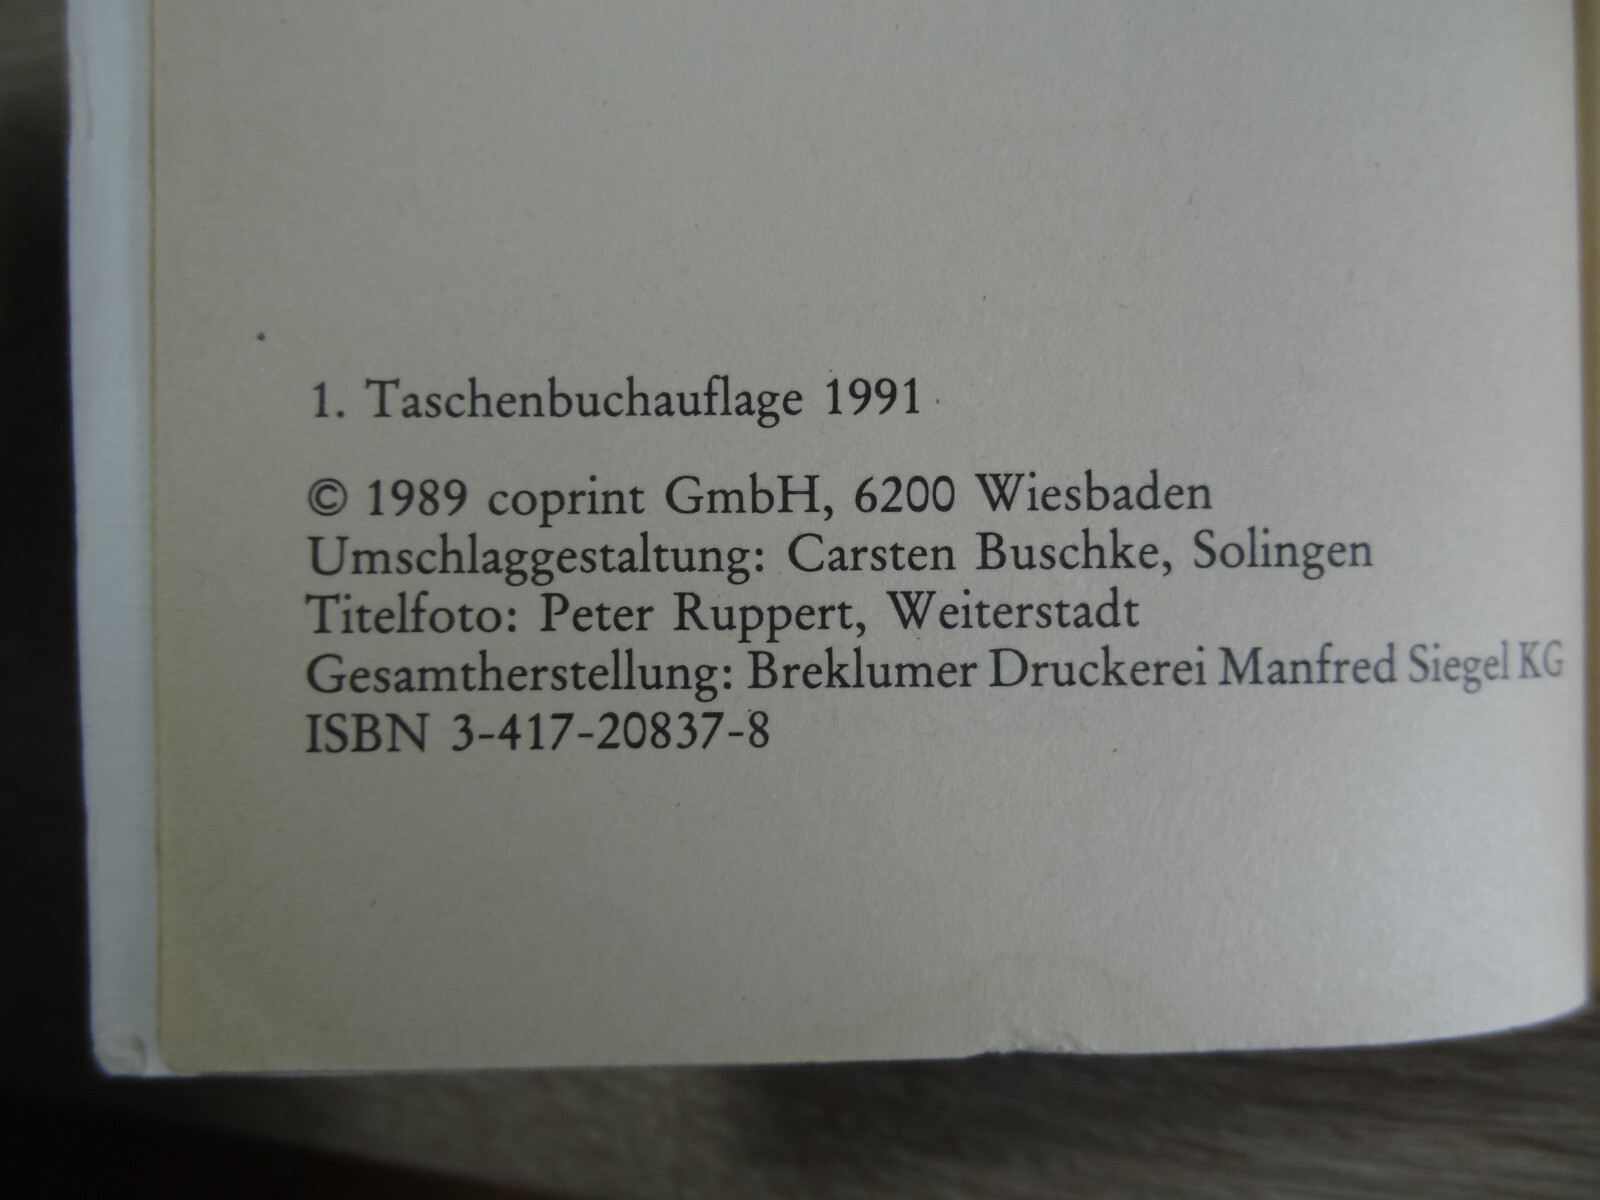 1. Taschenbuchauflage 1991
© 1989 coprint GmbH, 6200 Wiesbaden
Umschlaggestaltung: Carsten Buschke, Solingen
Titelfoto: Peter Ruppert, Weiterstadt
Gesamtherstellung: Breklumer Druckerei Manfred Siegel KG
ISBN 3-417-20837-8